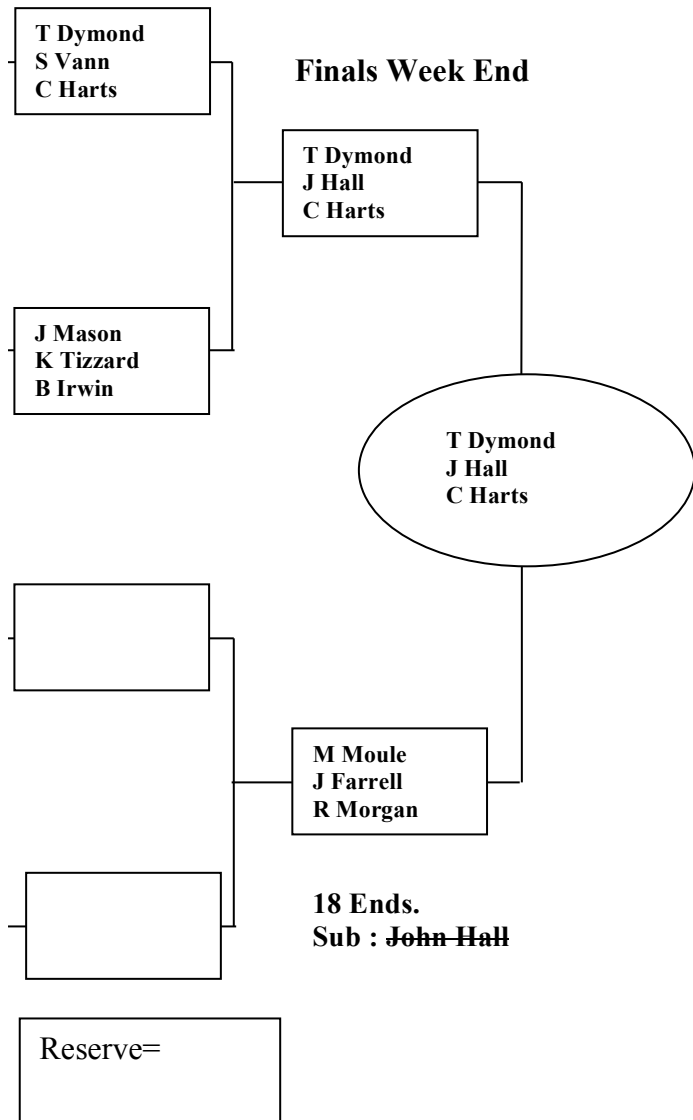 T Dymond
S Vann
C Harts
Finals Week End
T Dymond
J Hall
C Harts
J Mason
K Tizzard
B Irwin
T Dymond
J Hall
C Harts
M Moule
J Farrell
R Morgan
18 Ends.
Sub : John Hall
Reserve=